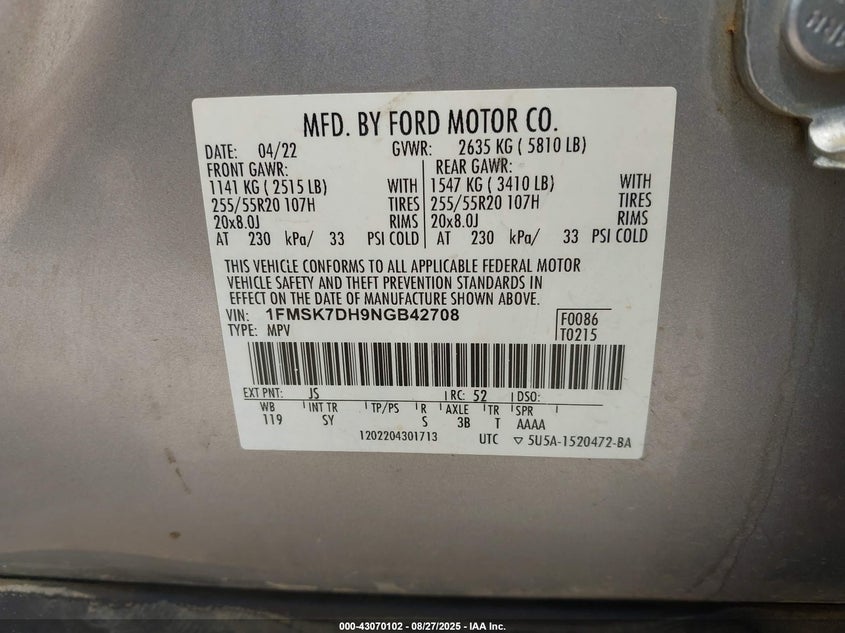 MFD. BY FORD MOTOR CO.
DATE: 04/22 GVWR: 2635 KG ( 5810 LB)
FRONT GAWR: REAR GAWR:
1141 KG ( 2515 LB) WITH 1547 KG ( 3410 LB) WITH
255/55R20 107H TIRES 255/55R20 107H TIRES
20x8.0J RIMS 20x8.0J RIMS
AT 230 kPa/ 33 PSI COLD AT 230 kPa/ 33 PSI COLD
THIS VEHICLE CONFORMS TO ALL APPLICABLE FEDERAL MOTOR
VEHICLE SAFETY AND THEFT PREVENTION STANDARDS IN
EFFECT ON THE DATE OF MANUFACTURE SHOWN ABOVE.
VIN: 1FMSK7DH9NGB42708 F0086
TYPE: MPV T0215
EXT PNT: JS RC: 52 DSO:
WB INT TR TP/PS R AXLE TR SPR
119 SY S 3B T AAAA
1202204301713 UTC ▽ 5U5A-1520472-BA
000-43070102 - 08/27/2025 - IAA Inc.